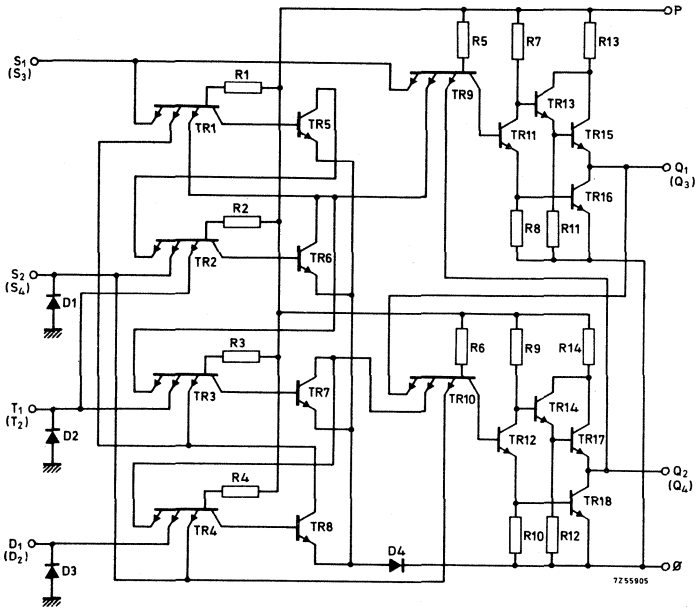 P
R5
R7
R13
S1
(S3)
R1
TR9
TR13
TR1
TR5
TR11
TR15
Q1
(Q3)
TR16
R2
R8
R11
TR2
TR6
S2
(S4)
D1
R3
R6
R9
R14
TR3
TR7
TR10
TR14
T1
(T2)
D2
TR12
TR17
R4
Q2
(Q4)
TR4
TR8
TR18
D1
(D2)
R10
R12
D3
D4
Ø
7Z55905